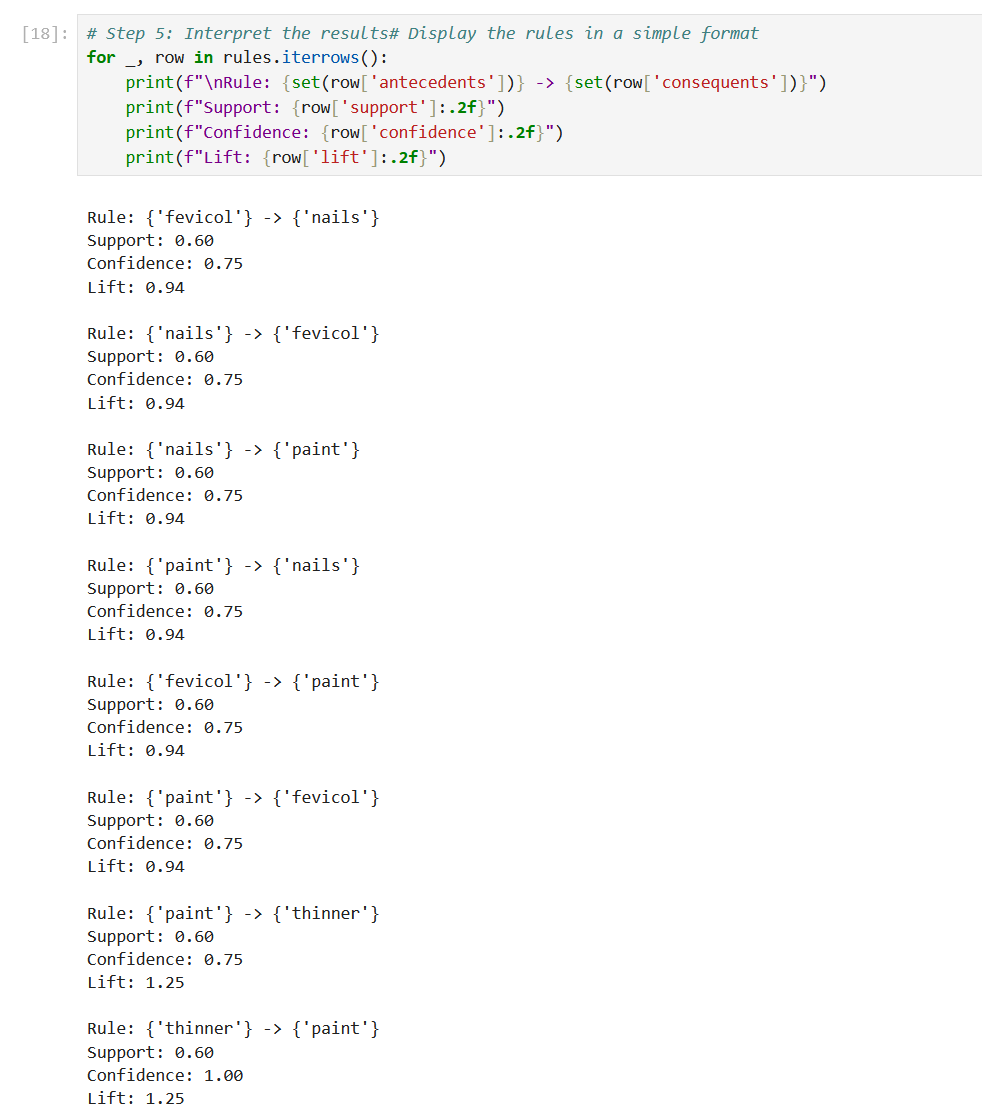 [18]: # Step 5: Interpret the results# Display the rules in a simple format
for _, row in rules.iterrows():
    print(f"\nRule: {set(row['antecedents'])} -> {set(row['consequents'])}")
    print(f"Support: {row['support']:.2f}")
    print(f"Confidence: {row['confidence']:.2f}")
    print(f"Lift: {row['lift']:.2f}")
Rule: {'fevicol'} -> {'nails'}
Support: 0.60
Confidence: 0.75
Lift: 0.94
Rule: {'nails'} -> {'fevicol'}
Support: 0.60
Confidence: 0.75
Lift: 0.94
Rule: {'nails'} -> {'paint'}
Support: 0.60
Confidence: 0.75
Lift: 0.94
Rule: {'paint'} -> {'nails'}
Support: 0.60
Confidence: 0.75
Lift: 0.94
Rule: {'fevicol'} -> {'paint'}
Support: 0.60
Confidence: 0.75
Lift: 0.94
Rule: {'paint'} -> {'fevicol'}
Support: 0.60
Confidence: 0.75
Lift: 0.94
Rule: {'paint'} -> {'thinner'}
Support: 0.60
Confidence: 0.75
Lift: 1.25
Rule: {'thinner'} -> {'paint'}
Support: 0.60
Confidence: 1.00
Lift: 1.25